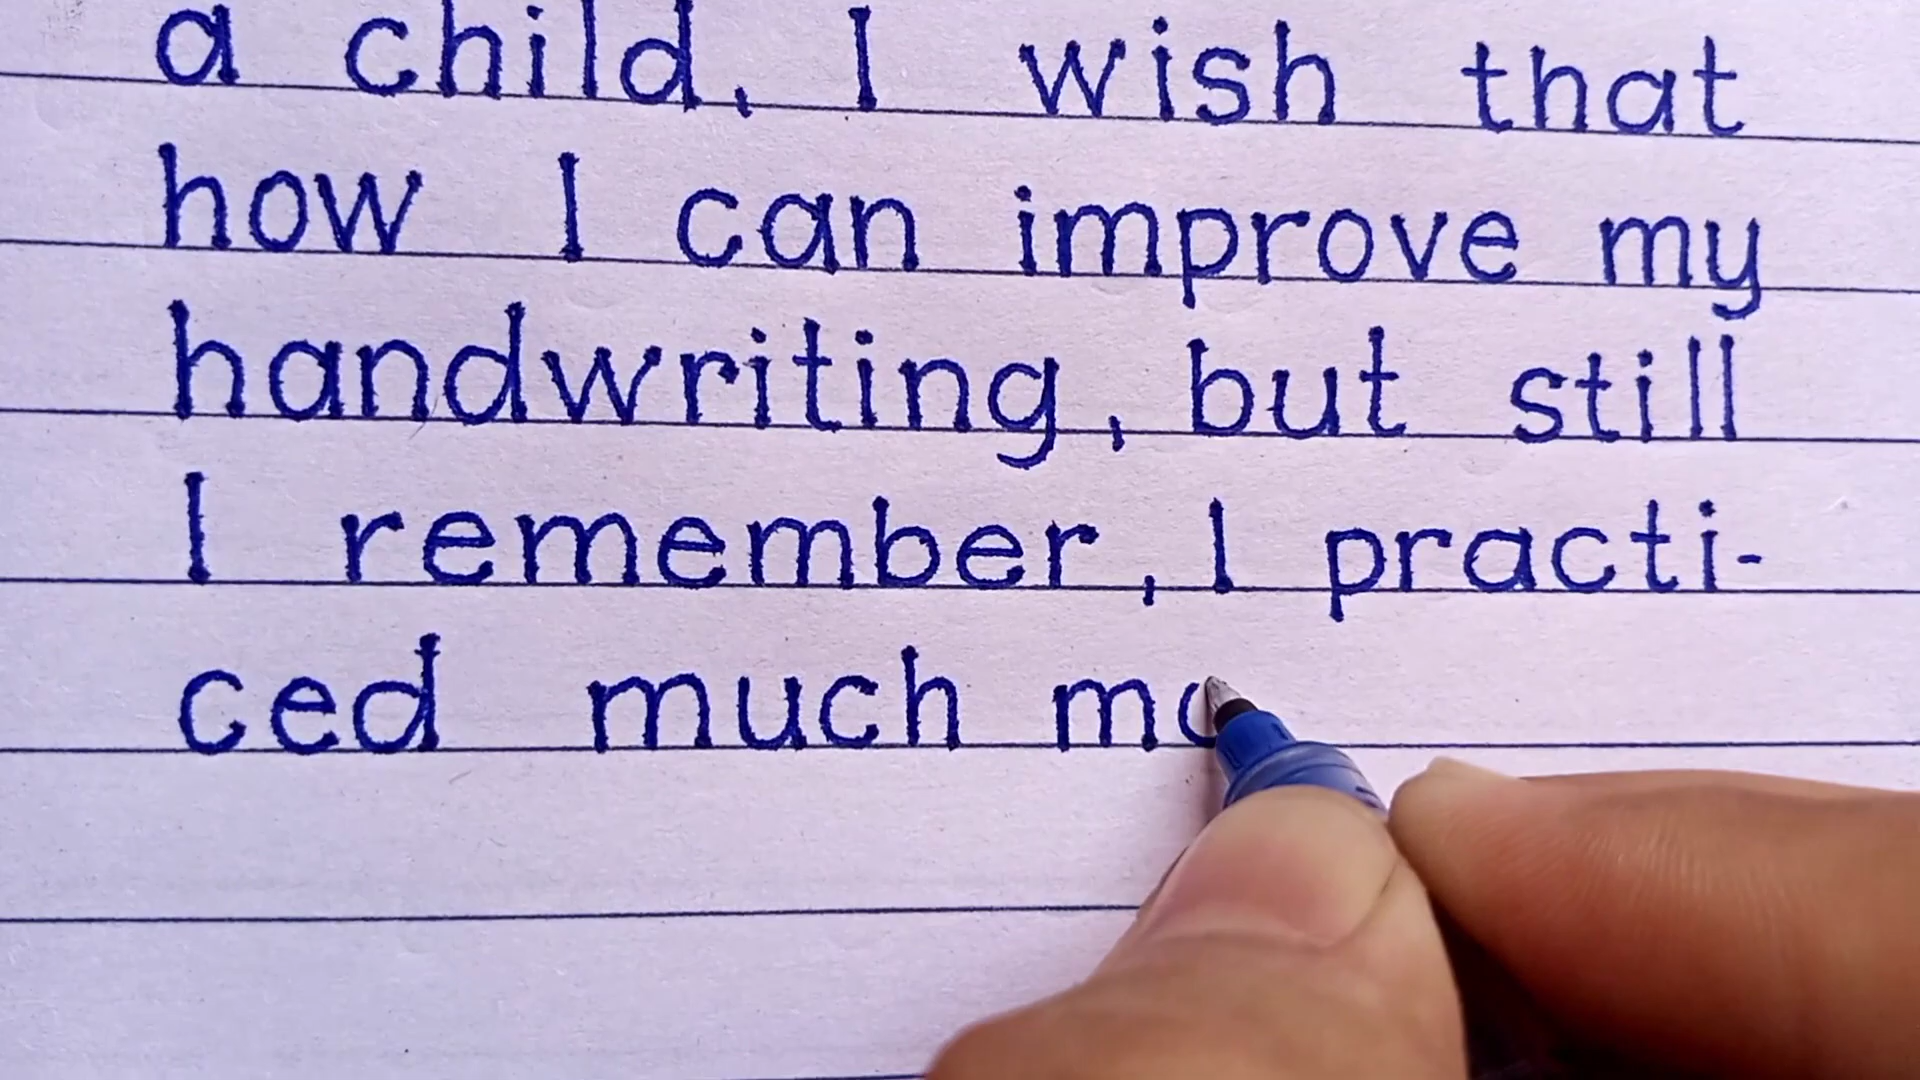 a child, I wish that
how I can improve my
handwriting, but still
I remember, I practi-
ced much